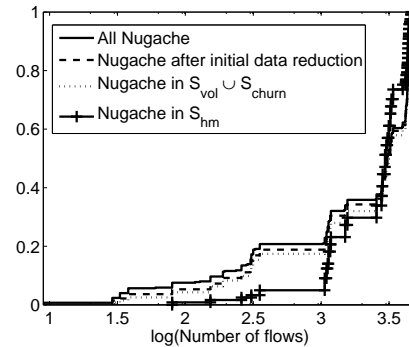 1
0.8
0.6
0.4
0.2
0
All Nugache
Nugache after initial data reduction
Nugache in S_vol ∪ S_churn
Nugache in S_hm
1 1.5 2 2.5 3 3.5
log(Number of flows)